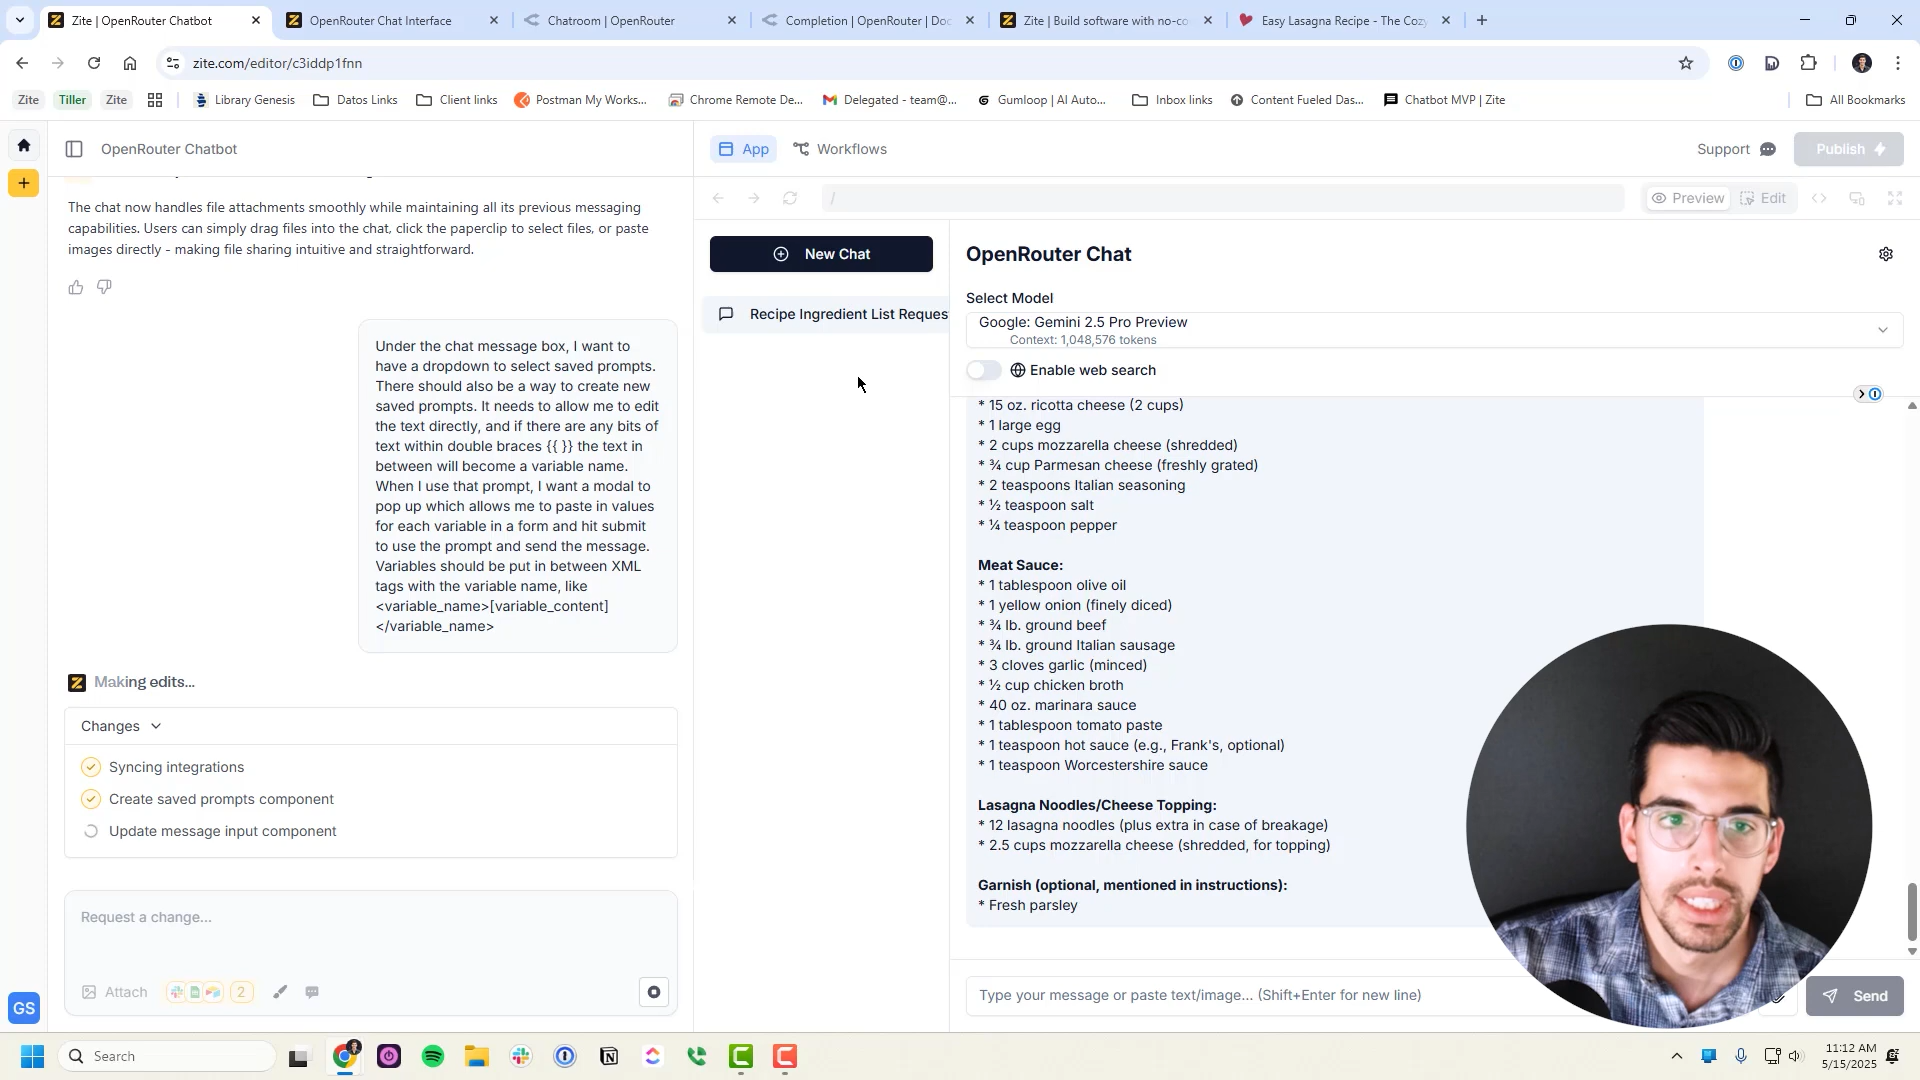 Zite | OpenRouter Chatbot
OpenRouter Chat Interface
Chatroom | OpenRouter
Completion | OpenRouter | Doc
Zite | Build software with no-co
Easy Lasagna Recipe - The Cozy
zite.com/editor/c3iddp1fnn
Zite
Tiller
Zite
Library Genesis
Datos Links
Client links
Postman My Works...
Chrome Remote De...
Delegated - team@...
Gumloop | AI Auto...
Inbox links
Content Fueled Das...
Chatbot MVP | Zite
All Bookmarks
OpenRouter Chatbot
App
Workflows
Support
Publish
/
Preview
Edit
The chat now handles file attachments smoothly while maintaining all its previous messaging
capabilities. Users can simply drag files into the chat, click the paperclip to select files, or paste
images directly - making file sharing intuitive and straightforward.
Under the chat message box, I want to
have a dropdown to select saved prompts.
There should also be a way to create new
saved prompts. It needs to allow me to edit
the text directly, and if there are any bits of
text within double braces {{ }} the text in
between will become a variable name.
When I use that prompt, I want a modal to
pop up which allows me to paste in values
for each variable in a form and hit submit
to use the prompt and send the message.
Variables should be put in between XML
tags with the variable name, like
<variable_name>[variable_content]
</variable_name>
Making edits...
Changes
Syncing integrations
Create saved prompts component
Update message input component
Request a change...
Attach
2
GS
New Chat
Recipe Ingredient List Reques
OpenRouter Chat
Select Model
Google: Gemini 2.5 Pro Preview
Context: 1,048,576 tokens
Enable web search
* 15 oz. ricotta cheese (2 cups)
* 1 large egg
* 2 cups mozzarella cheese (shredded)
* ¾ cup Parmesan cheese (freshly grated)
* 2 teaspoons Italian seasoning
* ½ teaspoon salt
* ¼ teaspoon pepper
Meat Sauce:
* 1 tablespoon olive oil
* 1 yellow onion (finely diced)
* ¾ lb. ground beef
* ¾ lb. ground Italian sausage
* 3 cloves garlic (minced)
* ½ cup chicken broth
* 40 oz. marinara sauce
* 1 tablespoon tomato paste
* 1 teaspoon hot sauce (e.g., Frank's, optional)
* 1 teaspoon Worcestershire sauce
Lasagna Noodles/Cheese Topping:
* 12 lasagna noodles (plus extra in case of breakage)
* 2.5 cups mozzarella cheese (shredded, for topping)
Garnish (optional, mentioned in instructions):
* Fresh parsley
Type your message or paste text/image... (Shift+Enter for new line)
Send
Search
11:12 AM
5/15/2025